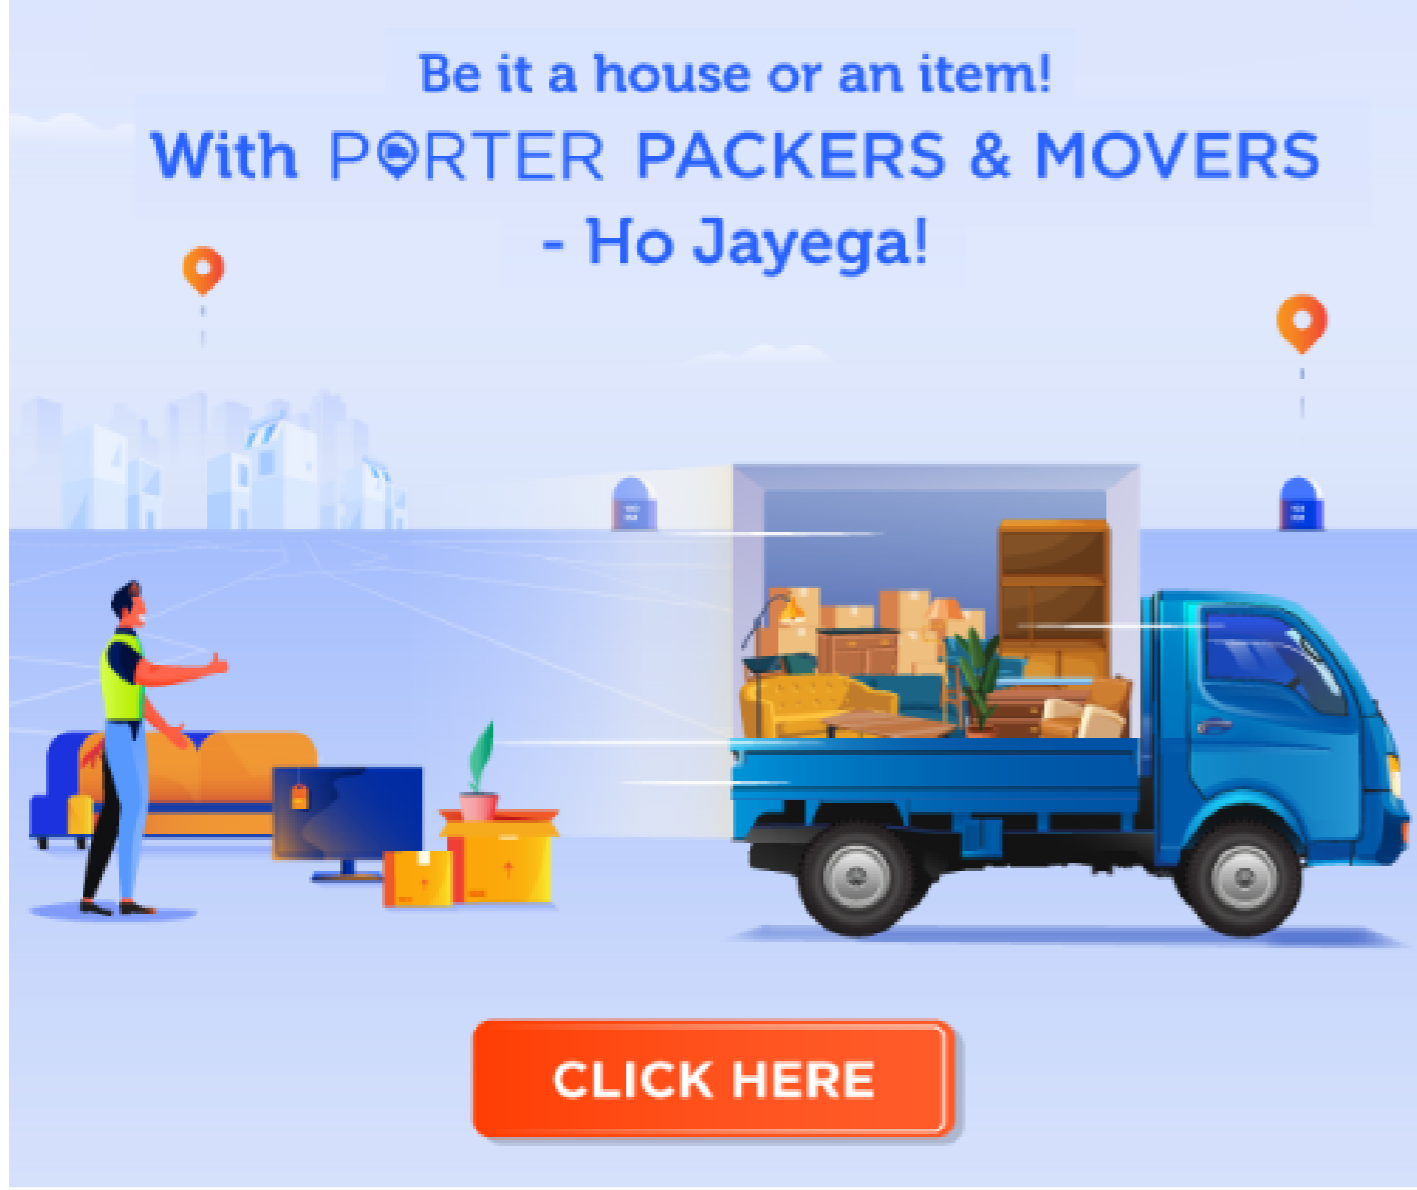 Be it a house or an item!
With PORTER PACKERS & MOVERS
- Ho Jayega!
CLICK HERE